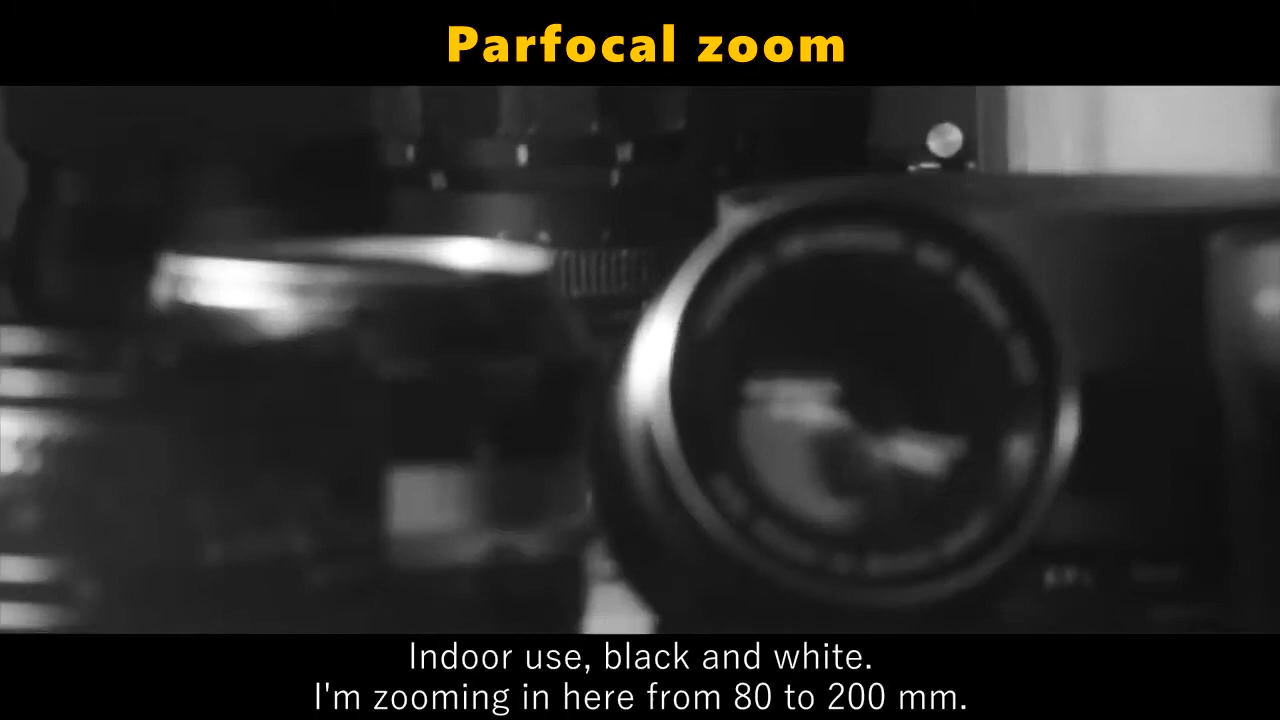 Parfocal zoom
Indoor use, black and white.
I'm zooming in here from 80 to 200 mm.